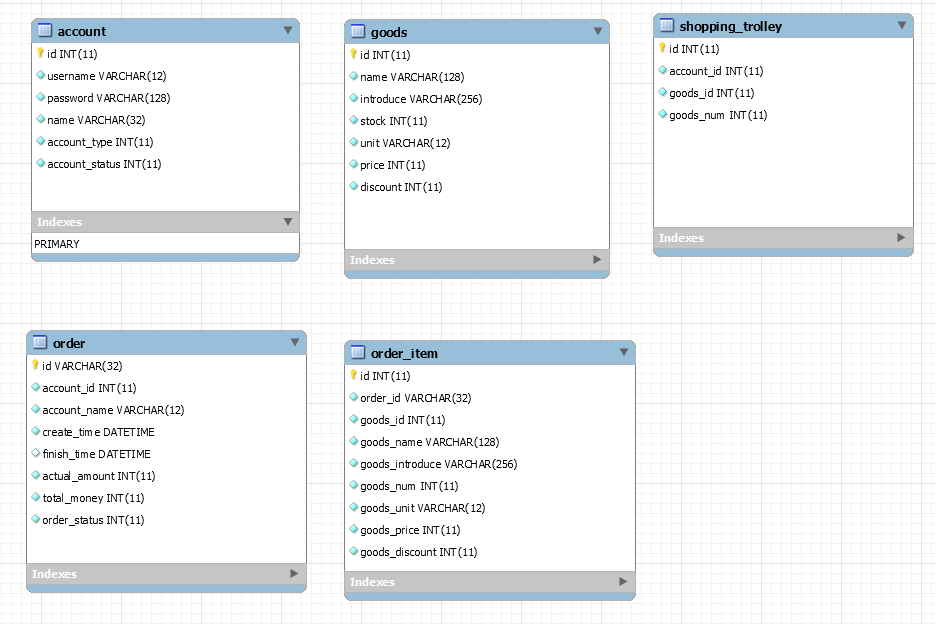 account
id INT(11)
username VARCHAR(12)
password VARCHAR(128)
name VARCHAR(32)
account_type INT(11)
account_status INT(11)
Indexes
PRIMARY
goods
id INT(11)
name VARCHAR(128)
introduce VARCHAR(256)
stock INT(11)
unit VARCHAR(12)
price INT(11)
discount INT(11)
Indexes
shopping_trolley
id INT(11)
account_id INT(11)
goods_id INT(11)
goods_num INT(11)
Indexes
order
id VARCHAR(32)
account_id INT(11)
account_name VARCHAR(12)
create_time DATETIME
finish_time DATETIME
actual_amount INT(11)
total_money INT(11)
order_status INT(11)
Indexes
order_item
id INT(11)
order_id VARCHAR(32)
goods_id INT(11)
goods_name VARCHAR(128)
goods_introduce VARCHAR(256)
goods_num INT(11)
goods_unit VARCHAR(12)
goods_price INT(11)
goods_discount INT(11)
Indexes